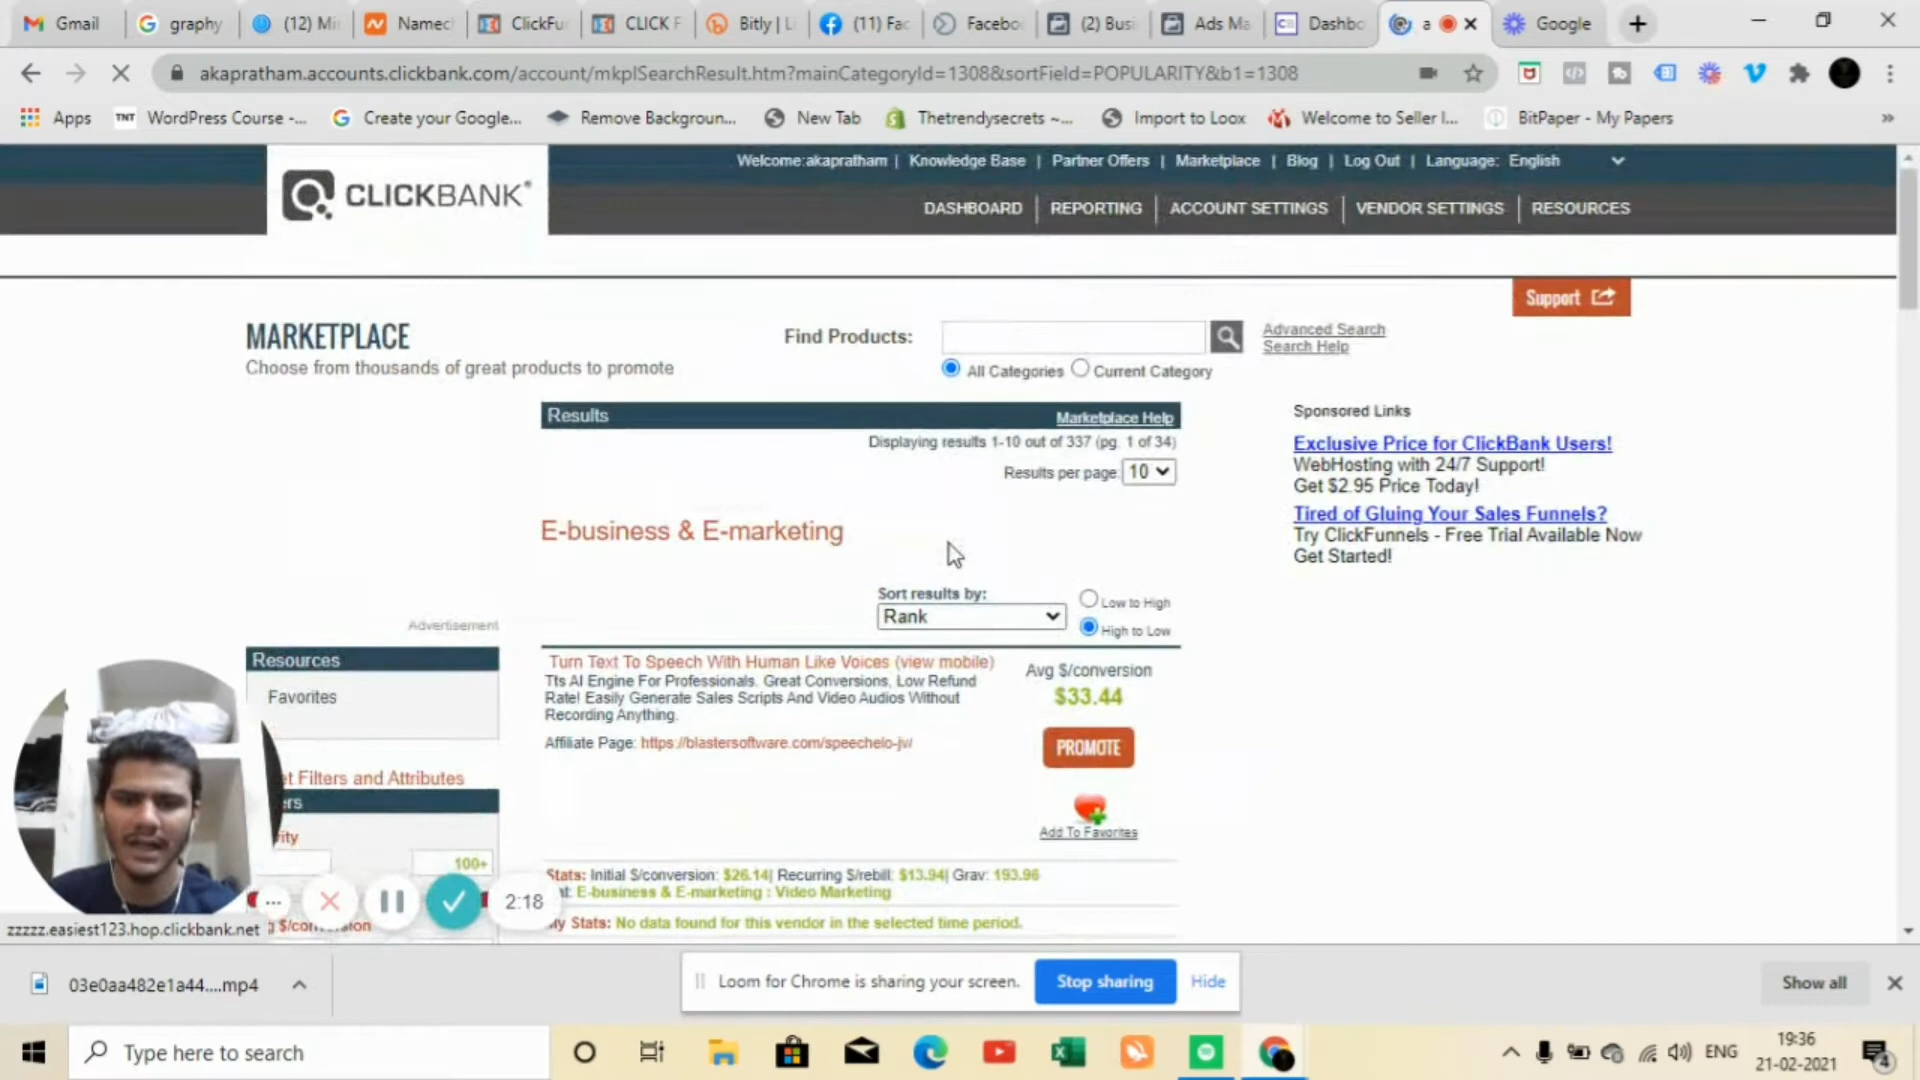 Gmail
graphy
(12) Mi
Namec
ClickFu
CLICK F
Bitly | L
(11) Fac
Facebo
(2) Busi
Ads Ma
Dashbo
a
Google
akapratham.accounts.clickbank.com/account/mkplSearchResult.htm?mainCategoryId=1308&sortField=POPULARITY&b1=1308
Apps
TNT WordPress Course -...
Create your Google...
Remove Backgroun...
New Tab
Thetrendysecrets ~...
Import to Loox
Welcome to Seller I...
BitPaper - My Papers
»
Welcome:akapratham | Knowledge Base | Partner Offers | Marketplace | Blog | Log Out | Language: English
CLICKBANK®
DASHBOARD | REPORTING | ACCOUNT SETTINGS | VENDOR SETTINGS | RESOURCES
Support
MARKETPLACE
Choose from thousands of great products to promote
Find Products:
Advanced Search
Search Help
All Categories Current Category
Results Marketplace Help
Displaying results 1-10 out of 337 (pg. 1 of 34)
Results per page: 10
Sponsored Links
Exclusive Price for ClickBank Users!
WebHosting with 24/7 Support!
Get $2.95 Price Today!
Tired of Gluing Your Sales Funnels?
Try ClickFunnels - Free Trial Available Now
Get Started!
E-business & E-marketing
Sort results by:
Rank
Low to High
High to Low
Advertisement
Resources
Favorites
Turn Text To Speech With Human Like Voices (view mobile)
Tts AI Engine For Professionals. Great Conversions, Low Refund
Rate! Easily Generate Sales Scripts And Video Audios Without
Recording Anything.
Affiliate Page: https://blastersoftware.com/speechelo-jv/
Avg $/conversion
$33.44
PROMOTE
Add To Favorites
et Filters and Attributes
ers
ity
100+
Stats: Initial $/conversion: $26.14| Recurring $/rebill: $13.94| Grav: 193.96
t: E-business & E-marketing : Video Marketing
My Stats: No data found for this vendor in the selected time period.
2:18
zzzzz.easiest123.hop.clickbank.net
03e0aa482e1a44....mp4
Loom for Chrome is sharing your screen.
Stop sharing
Hide
Show all
Type here to search
ENG
19:36
21-02-2021
4